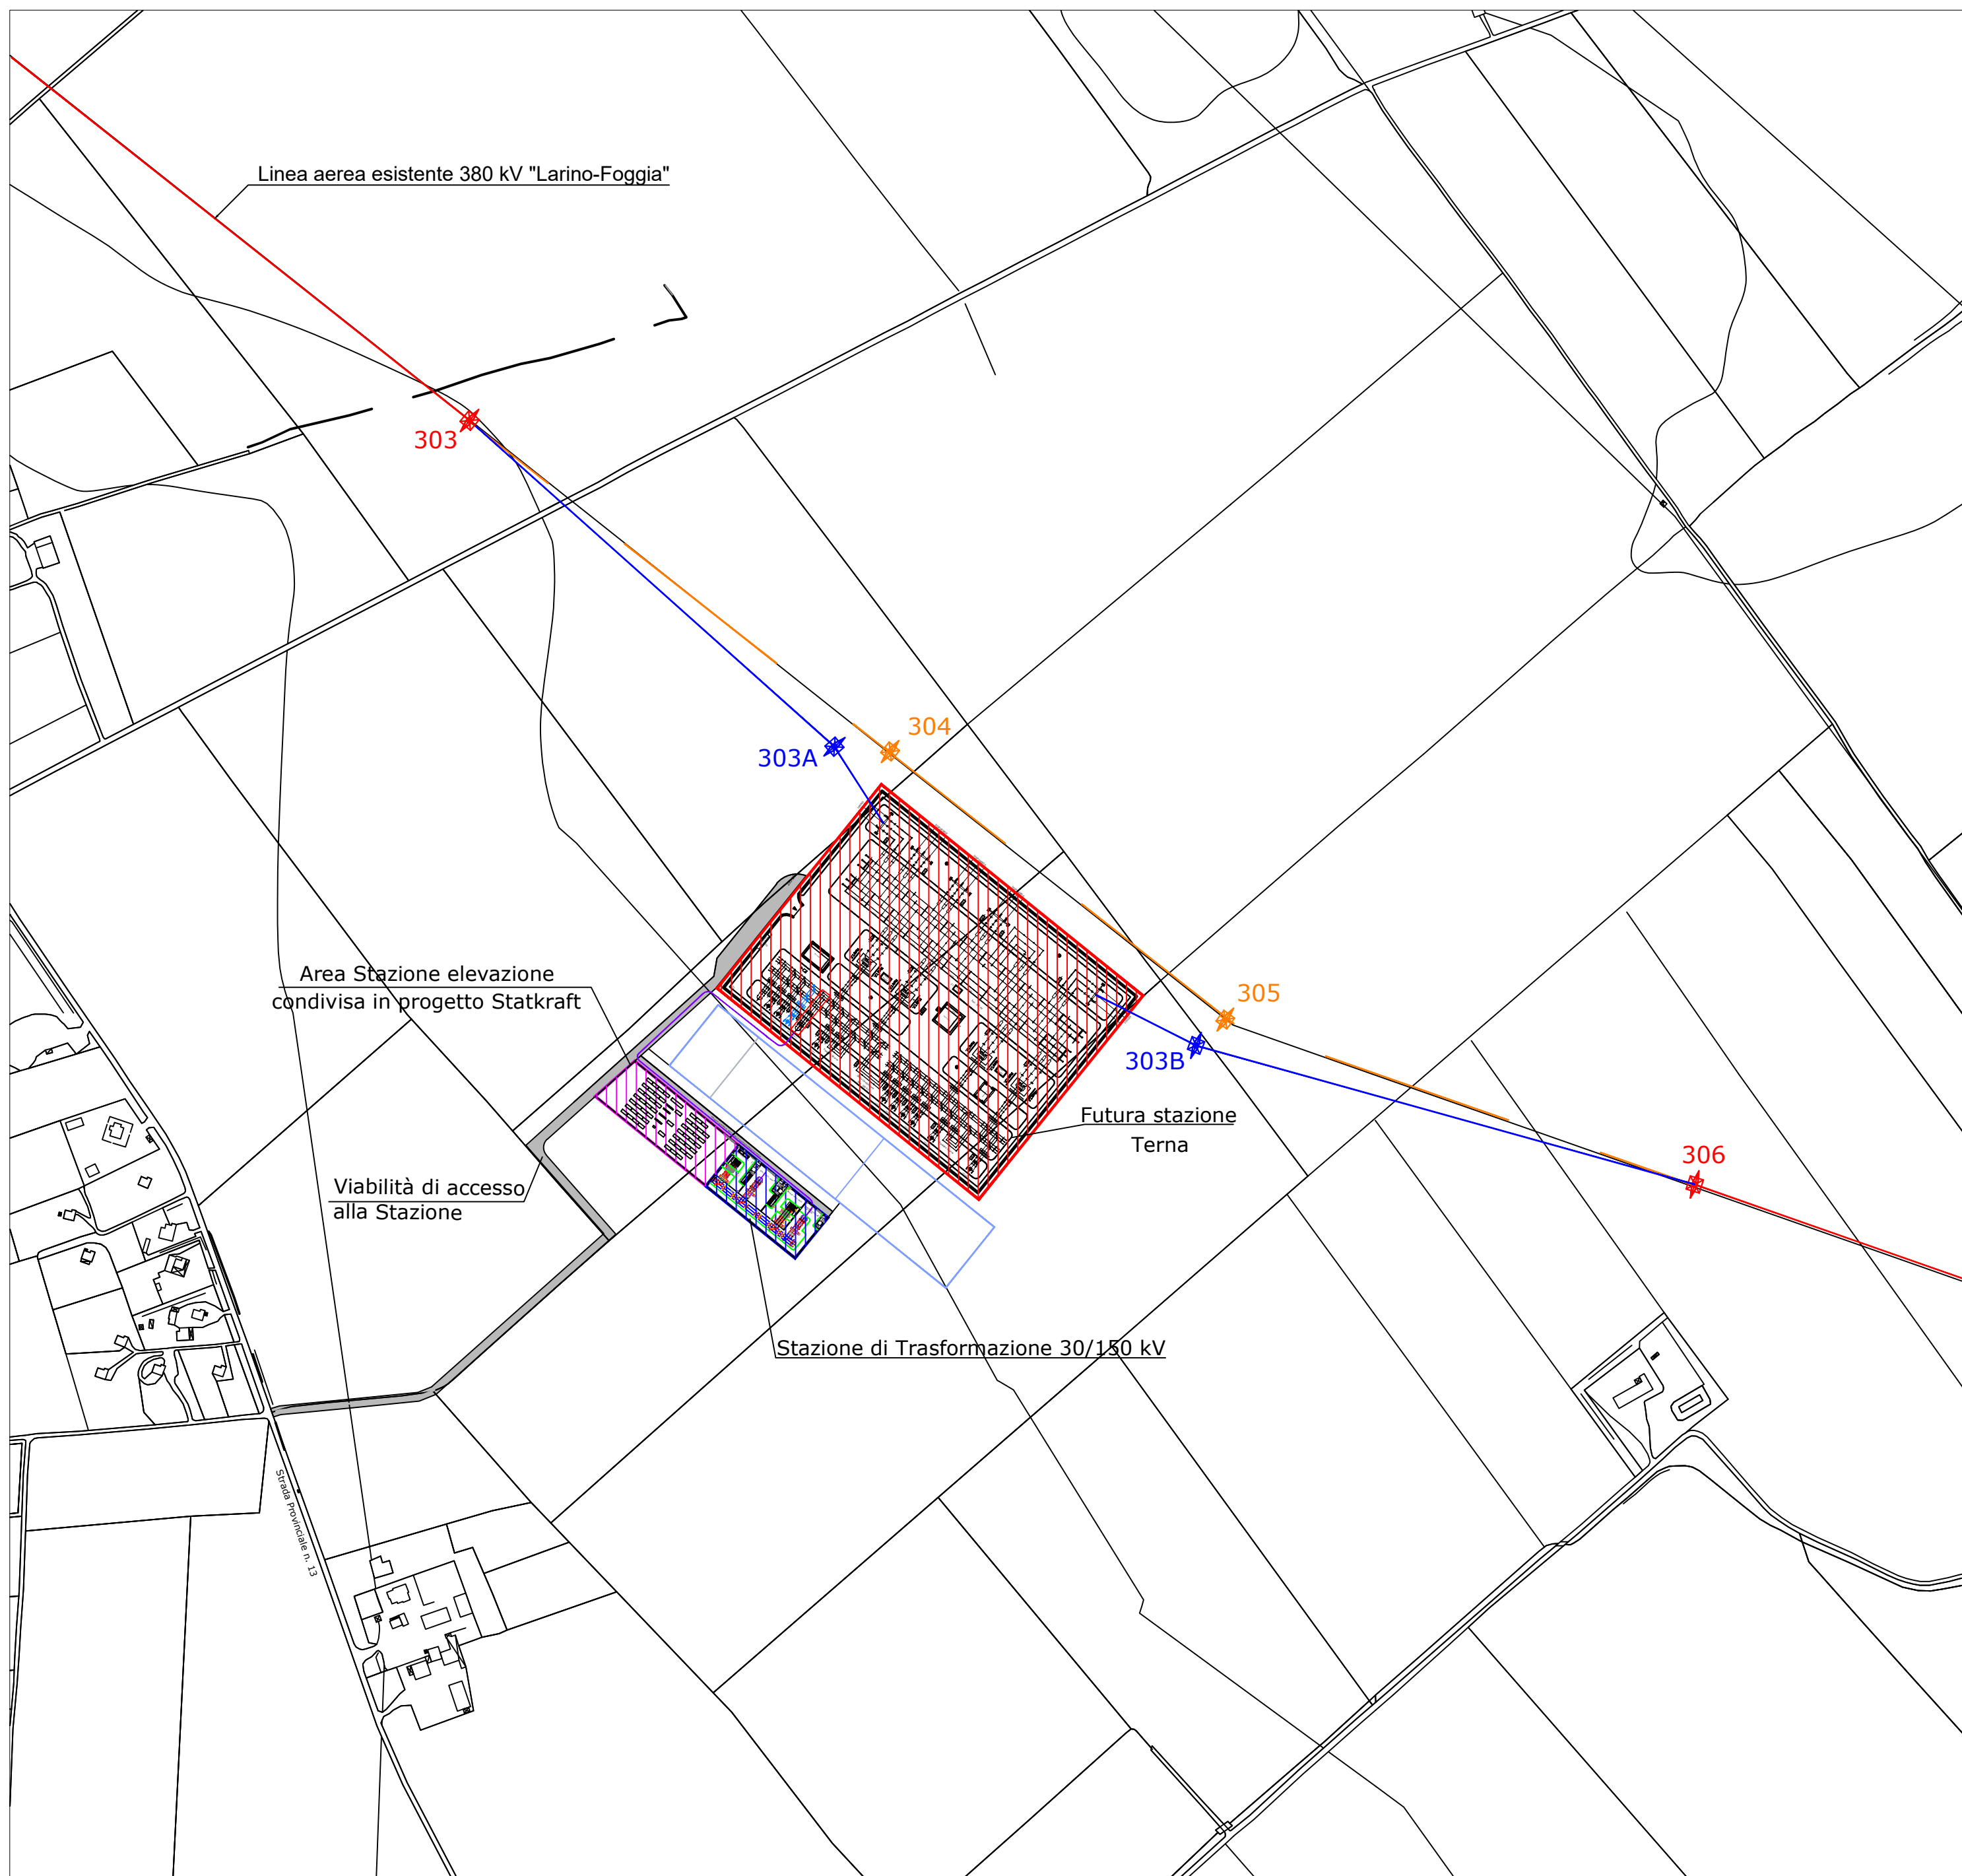 Linea aerea esistente 380 kV "Larino-Foggia"
303
304
303A
Area Stazione elevazione
condivisa in progetto Statkraft
305
303B
Futura stazione
Terna
306
Viabilità di accesso
alla Stazione
Stazione di Trasformazione 30/150 kV
Strada Provinciale n. 13